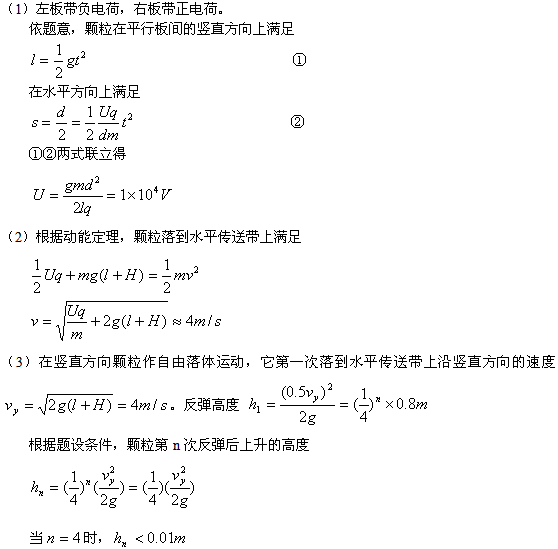 （1）左板带负电荷，右板带正电荷。
依题意，颗粒在平行板间的竖直方向上满足
l = \frac{1}{2} gt^2 ①
在水平方向上满足
s = \frac{d}{2} = \frac{1}{2} \frac{Uq}{dm} t^2 ②
①②两式联立得
U = \frac{gmd^2}{2lq} = 1×10^4 V
（2）根据动能定理，颗粒落到水平传送带上满足
\frac{1}{2} Uq + mg(l + H) = \frac{1}{2} mv^2
v = \sqrt{\frac{Uq}{m} + 2g(l + H)} ≈ 4m/s
（3）在竖直方向颗粒作自由落体运动，它第一次落到水平传送带上沿竖直方向的速度
v_y = \sqrt{2g(l + H)} = 4m/s。反弹高度 h_1 = \frac{(0.5v_y)^2}{2g} = (\frac{1}{4})^n × 0.8m
根据题设条件，颗粒第 n 次反弹后上升的高度
h_n = (\frac{1}{4})^n (\frac{v_y^2}{2g}) = (\frac{1}{4})(\frac{v_y^2}{2g})
当 n = 4 时，h_n < 0.01m